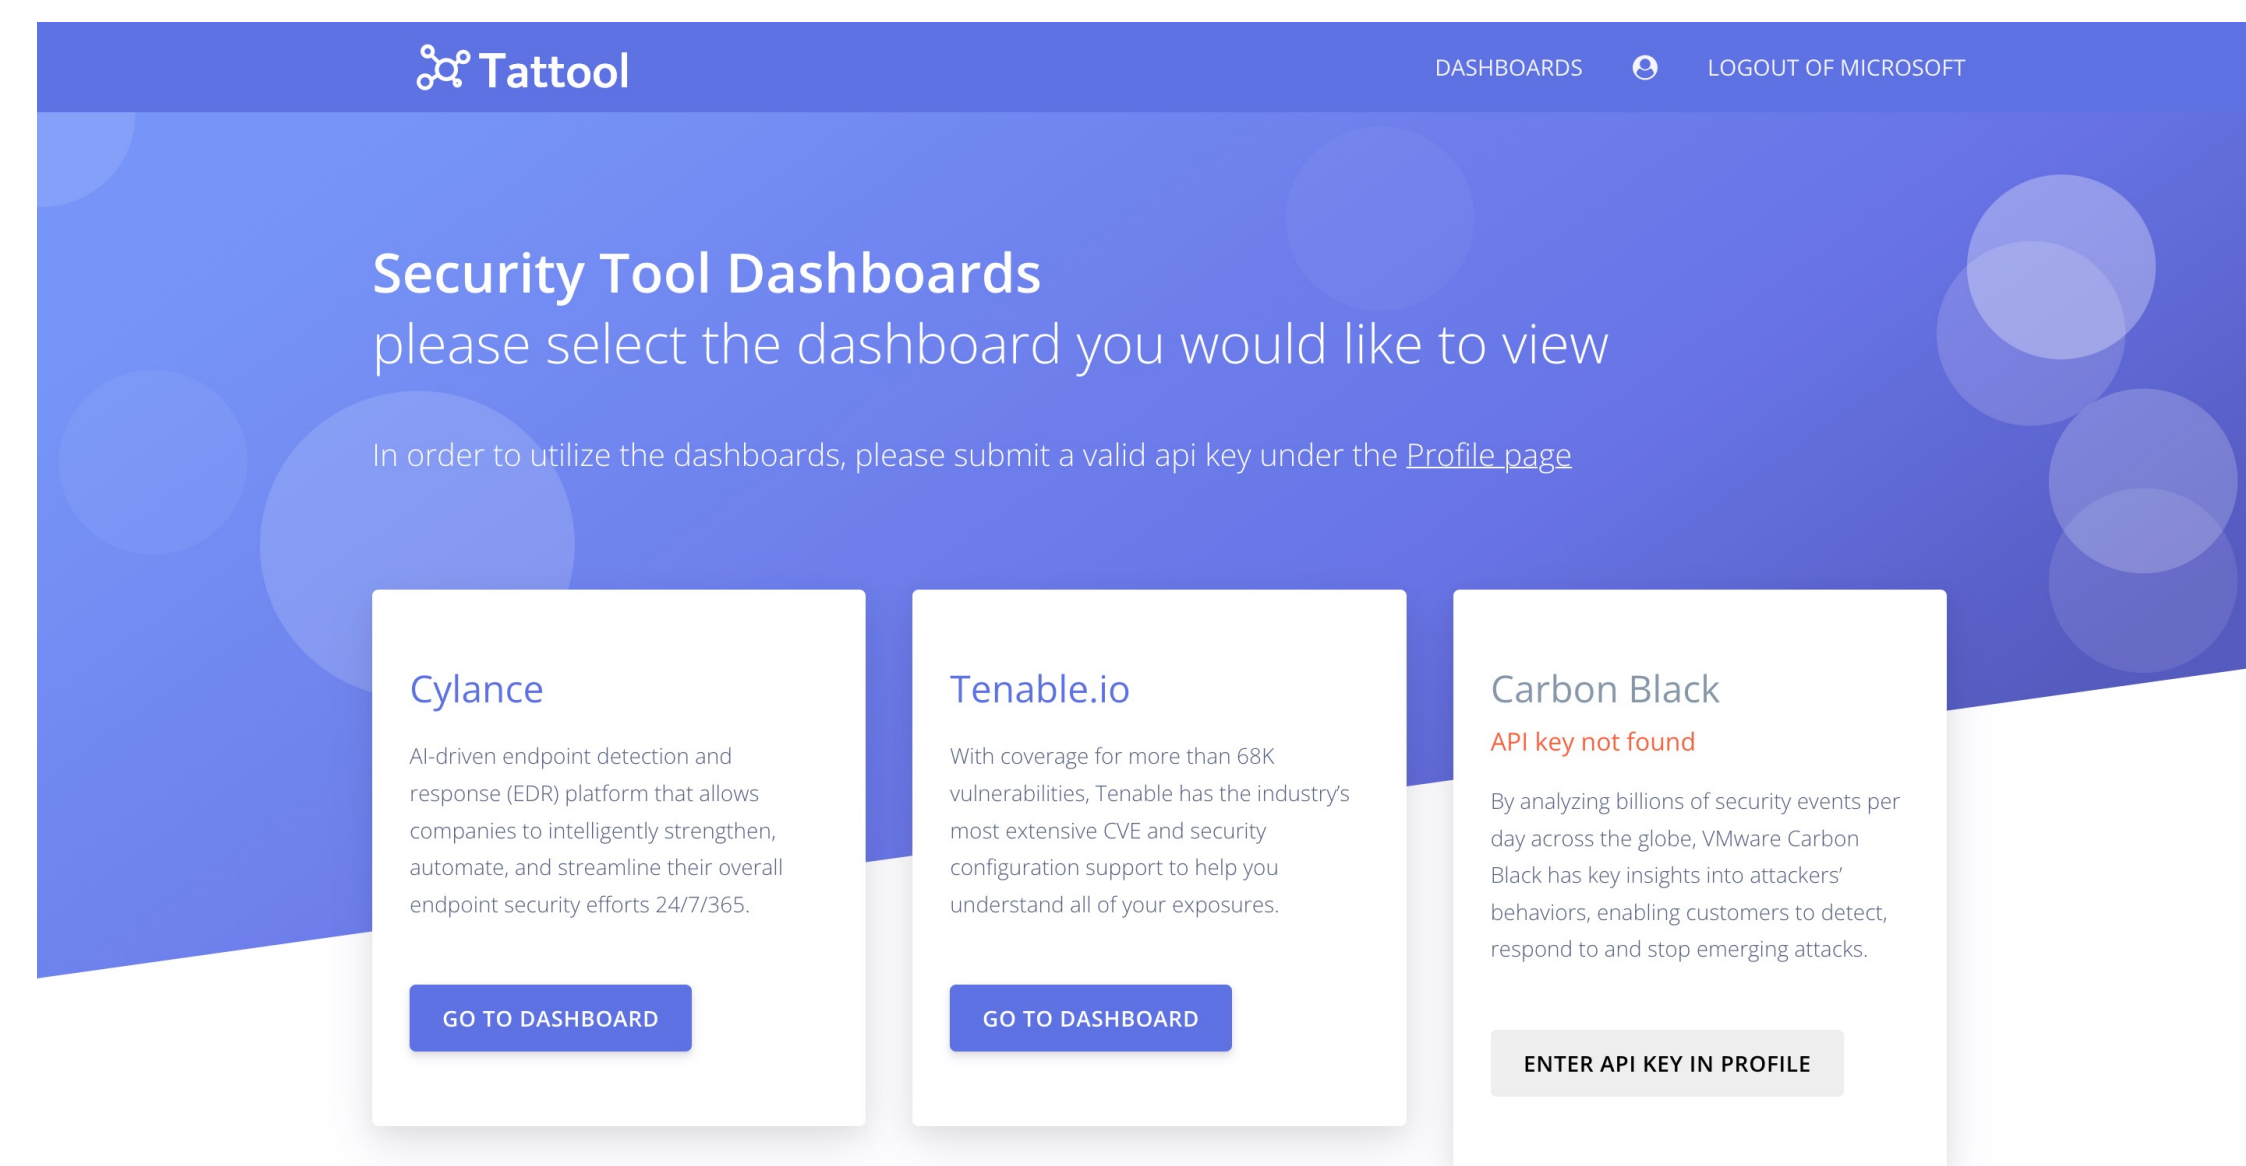 Tattool
DASHBOARDS
LOGOUT OF MICROSOFT
Security Tool Dashboards
please select the dashboard you would like to view
In order to utilize the dashboards, please submit a valid api key under the Profile page
Cylance
AI-driven endpoint detection and
response (EDR) platform that allows
companies to intelligently strengthen,
automate, and streamline their overall
endpoint security efforts 24/7/365.
GO TO DASHBOARD
Tenable.io
With coverage for more than 68K
vulnerabilities, Tenable has the industry’s
most extensive CVE and security
configuration support to help you
understand all of your exposures.
GO TO DASHBOARD
Carbon Black
API key not found
By analyzing billions of security events per
day across the globe, VMware Carbon
Black has key insights into attackers’
behaviors, enabling customers to detect,
respond to and stop emerging attacks.
ENTER API KEY IN PROFILE